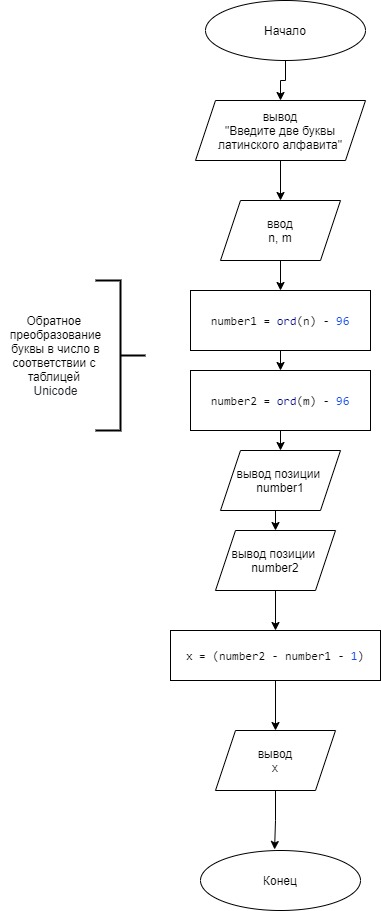 Начало
вывод
"Введите две буквы
латинского алфавита"
ввод
n, m
Обратное
преобразование
буквы в число в
соответствии с
таблицей
Unicode
number1 = ord(n) - 96
number2 = ord(m) - 96
вывод позиции
number1
вывод позиции
number2
x = (number2 - number1 - 1)
вывод
x
Конец